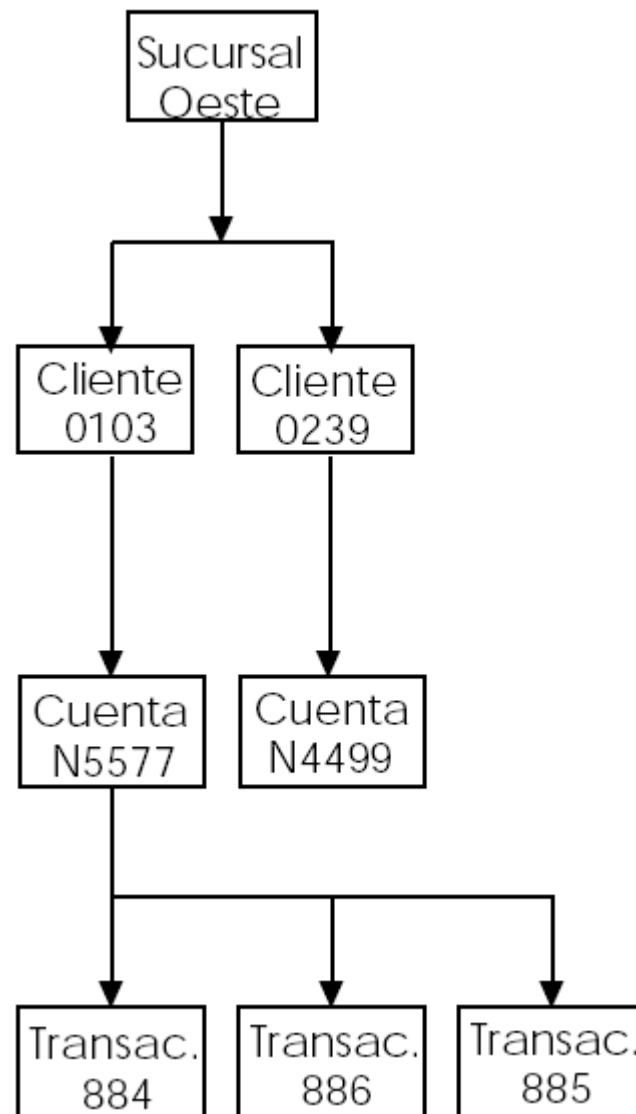 Sucursal
Oeste
Cliente
0103
Cliente
0239
Cuenta
N5577
Cuenta
N4499
Transac.
884
Transac.
886
Transac.
885